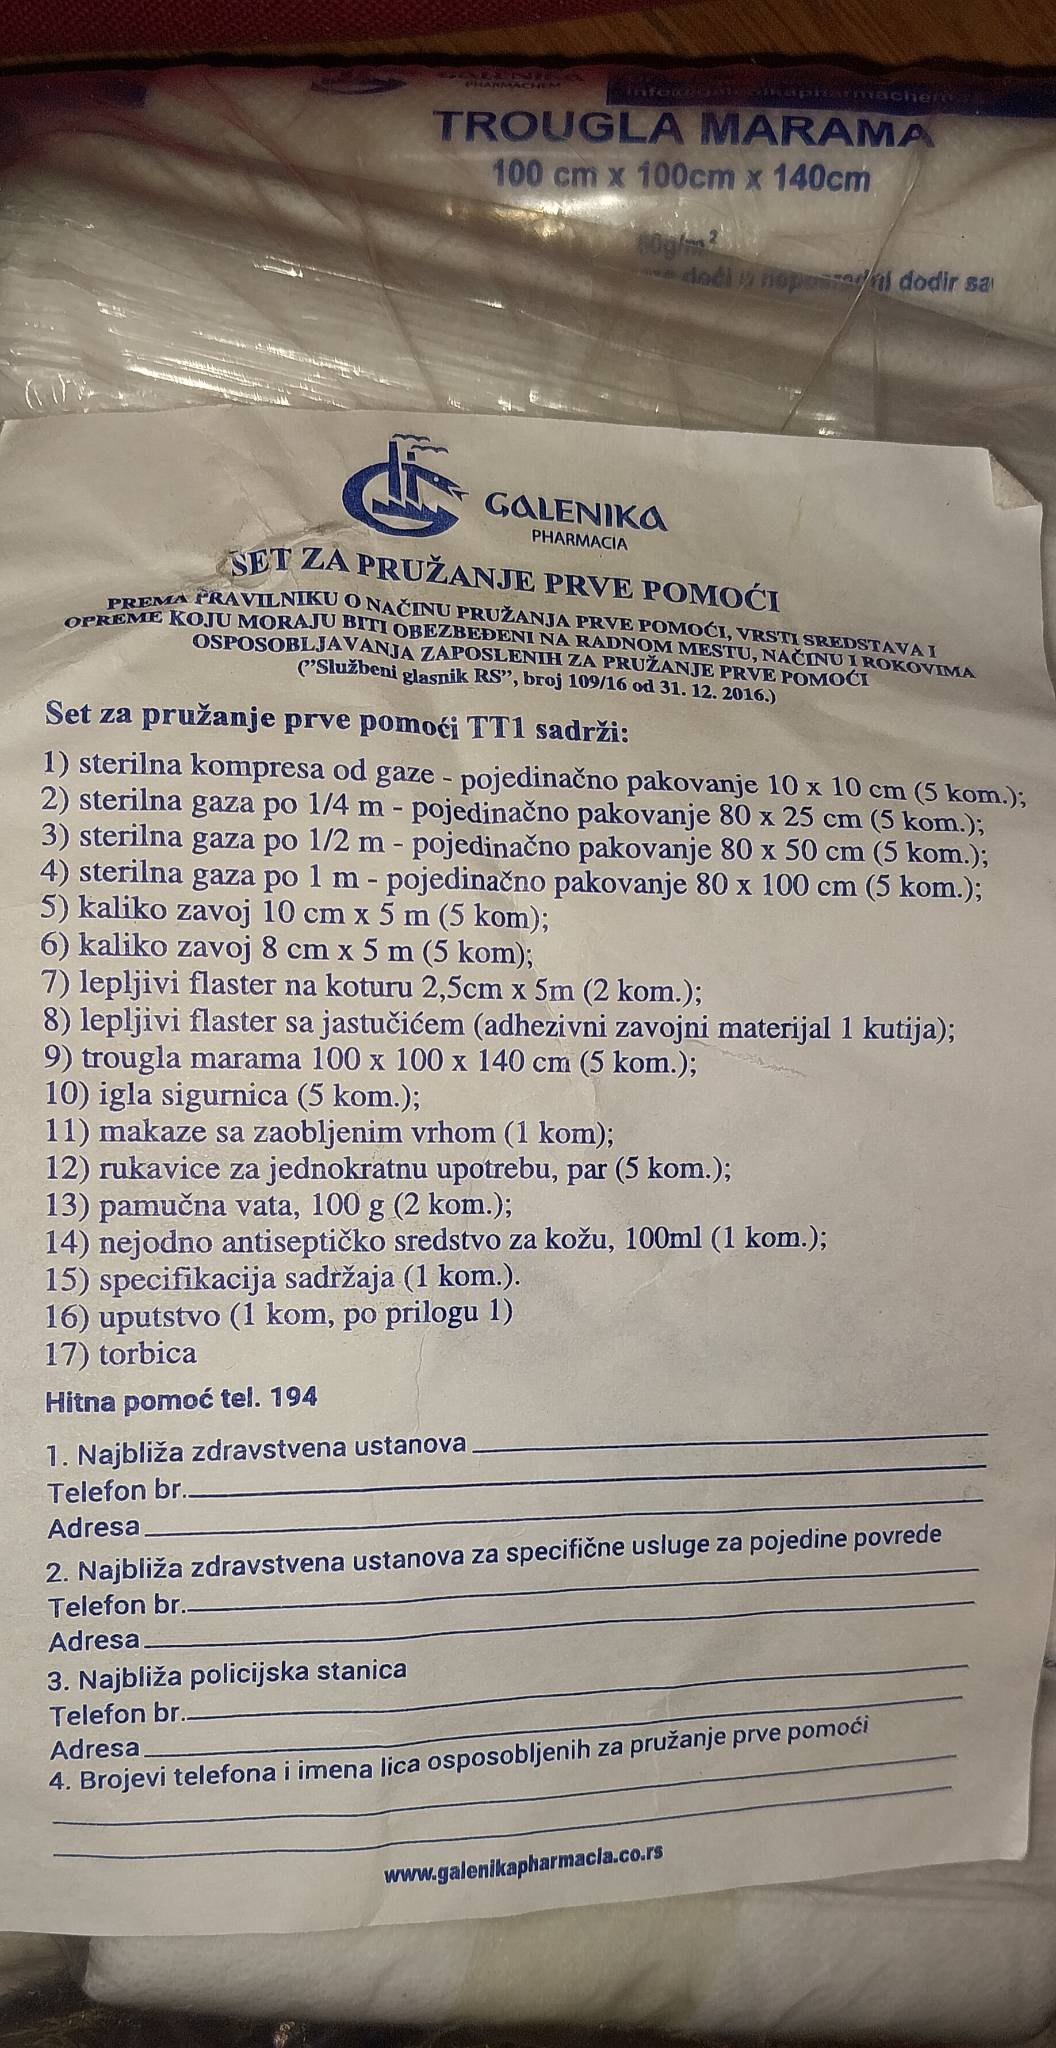 PHARMACHEM
TROUGLA MARAMA
100 cm x 100cm x 140cm
60g/m²
doći u neposredni dodir sa
GALENIKA
PHARMACIA
SET ZA PRUŽANJE PRVE POMOĆI
PREMA PRAVILNIKU O NAČINU PRUŽANJA PRVE POMOĆI, VRSTI SREDSTAVA I
OPREME KOJU MORAJU BITI OBEZBEĐENI NA RADNOM MESTU, NAČINU I ROKOVIMA
OSPOSOBLJAVANJA ZAPOSLENIH ZA PRUŽANJE PRVE POMOĆI
(”Službeni glasnik RS”, broj 109/16 od 31. 12. 2016.)
Set za pružanje prve pomoći TT1 sadrži:
1) sterilna kompresa od gaze - pojedinačno pakovanje 10 x 10 cm (5 kom.);
2) sterilna gaza po 1/4 m - pojedinačno pakovanje 80 x 25 cm (5 kom.);
3) sterilna gaza po 1/2 m - pojedinačno pakovanje 80 x 50 cm (5 kom.);
4) sterilna gaza po 1 m - pojedinačno pakovanje 80 x 100 cm (5 kom.);
5) kaliko zavoj 10 cm x 5 m (5 kom);
6) kaliko zavoj 8 cm x 5 m (5 kom);
7) lepljivi flaster na koturu 2,5cm x 5m (2 kom.);
8) lepljivi flaster sa jastučićem (adhezivni zavojni materijal 1 kutija);
9) trougla marama 100 x 100 x 140 cm (5 kom.);
10) igla sigurnica (5 kom.);
11) makaze sa zaobljenim vrhom (1 kom);
12) rukavice za jednokratnu upotrebu, par (5 kom.);
13) pamučna vata, 100 g (2 kom.);
14) nejodno antiseptičko sredstvo za kožu, 100ml (1 kom.);
15) specifikacija sadržaja (1 kom.).
16) uputstvo (1 kom, po prilogu 1)
17) torbica
Hitna pomoć tel. 194
1. Najbliža zdravstvena ustanova
Telefon br.
Adresa
2. Najbliža zdravstvena ustanova za specifične usluge za pojedine povrede
Telefon br.
Adresa
3. Najbliža policijska stanica
Telefon br.
Adresa
4. Brojevi telefona i imena lica osposobljenih za pružanje prve pomoći
www.galenikapharmacia.co.rs